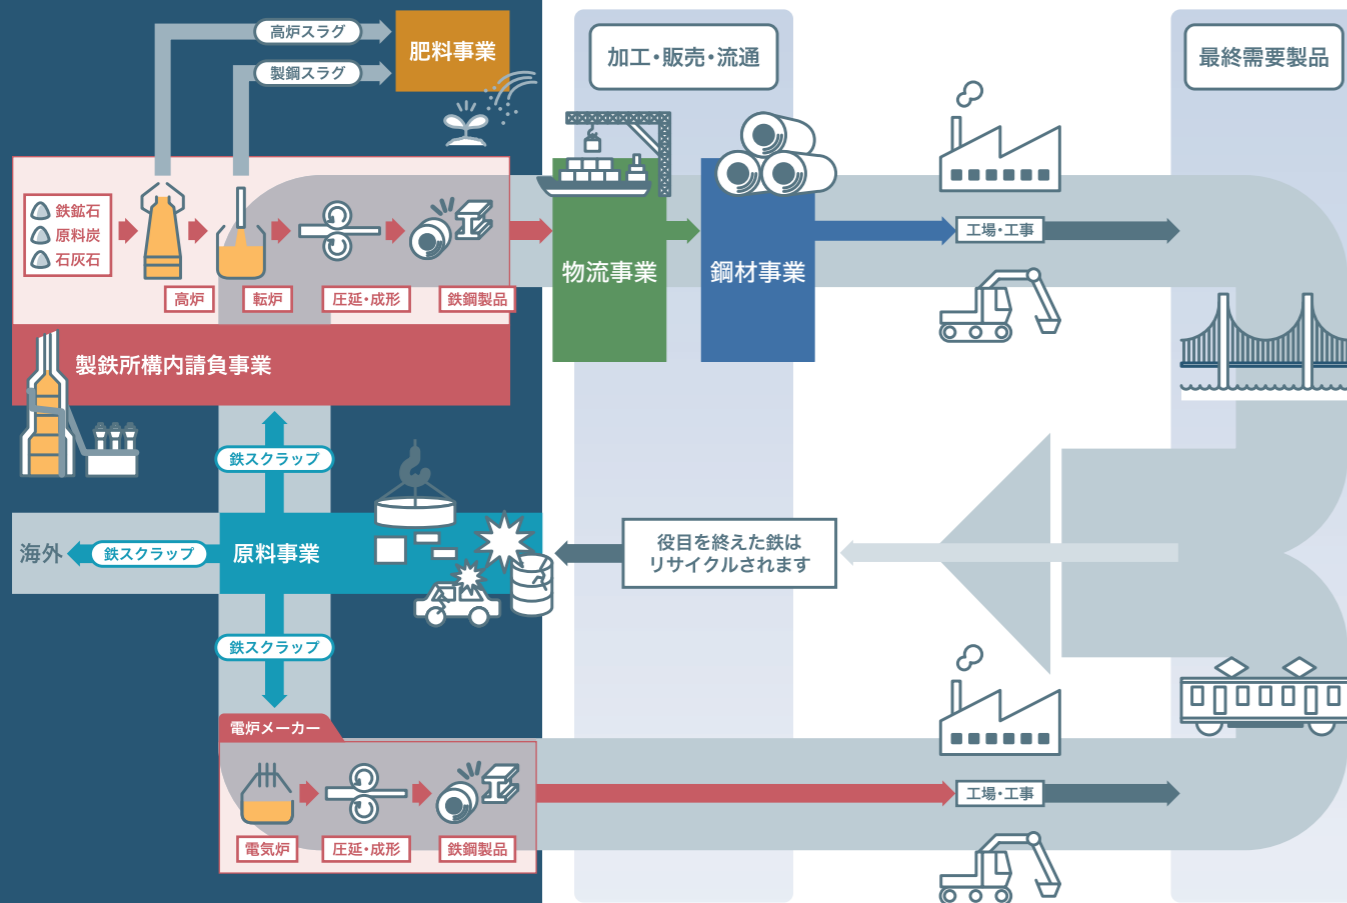 高炉スラグ
製鋼スラグ
肥料事業
加工・販売・流通
最終需要製品
鉄鉱石
原料炭
石灰石
高炉
転炉
圧延・成形
鉄鋼製品
物流事業
鋼材事業
工場・工事
製鉄所構内請負事業
鉄スクラップ
海外
鉄スクラップ
原料事業
役目を終えた鉄は
リサイクルされます
鉄スクラップ
電炉メーカー
電気炉
圧延・成形
鉄鋼製品
工場・工事